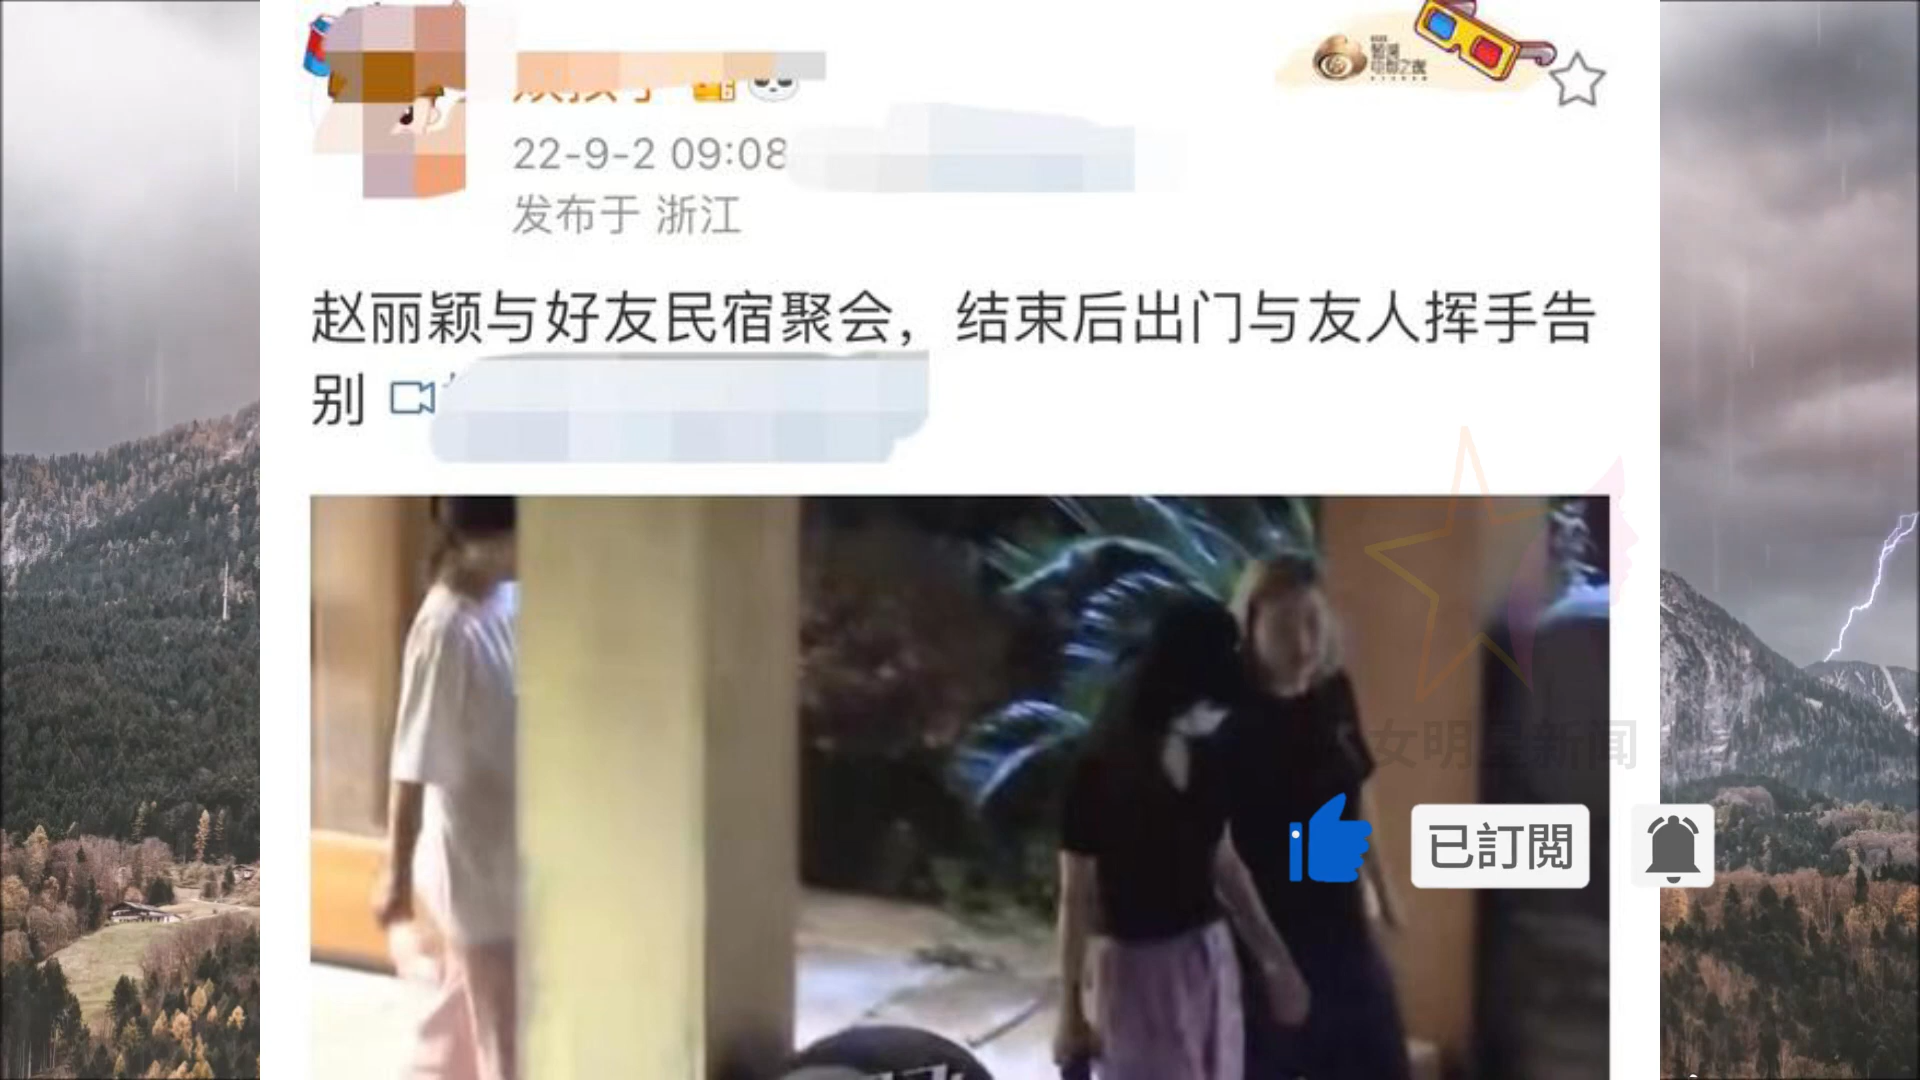 22-9-2 09:08
发布于 浙江
赵丽颖与好友民宿聚会，结束后出门与友人挥手告
别
女明星新闻
已訂閲